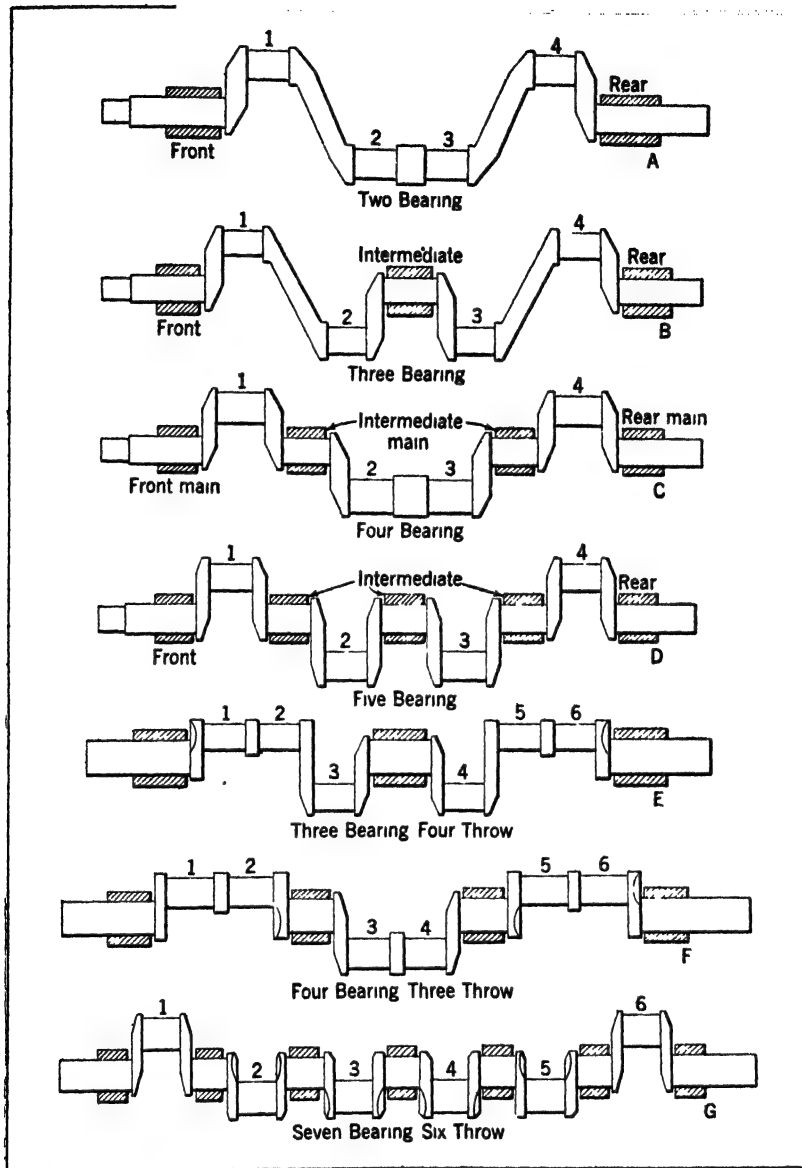 1 4
Rear
2 3
Front
A
Two Bearing
1 4
Intermediate Rear
2 3
Front B
Three Bearing
1 4
Intermediate Rear main
main
2 3
Front main C
Four Bearing
1 4
Intermediate Rear
2 3
Front D
Five Bearing
1 2 5 6
3 4
E
Three Bearing Four Throw
1 2 5 6
3 4
F
Four Bearing Three Throw
1 6
2 3 4 5
G
Seven Bearing Six Throw